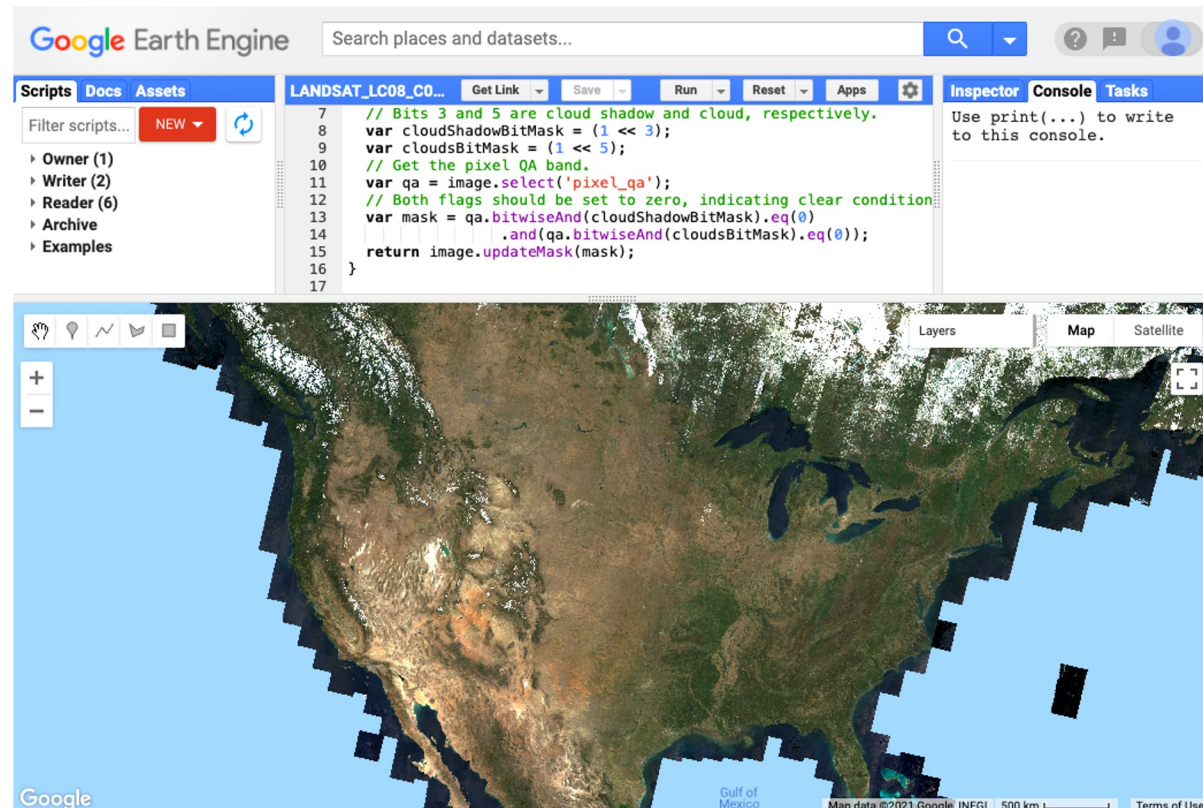 Google Earth Engine
Search places and datasets...
Scripts Docs Assets
Filter scripts... NEW
Owner (1)
Writer (2)
Reader (6)
Archive
Examples
LANDSAT_LC08_C0... Get Link Save Run Reset Apps
7 // Bits 3 and 5 are cloud shadow and cloud, respectively.
8 var cloudShadowBitMask = (1 << 3);
9 var cloudsBitMask = (1 << 5);
10 // Get the pixel QA band.
11 var qa = image.select('pixel_qa');
12 // Both flags should be set to zero, indicating clear condition
13 var mask = qa.bitwiseAnd(cloudShadowBitMask).eq(0)
14 .and(qa.bitwiseAnd(cloudsBitMask).eq(0));
15 return image.updateMask(mask);
16 }
17
Inspector Console Tasks
Use print(...) to write
to this console.
Layers
Map Satellite
Gulf of
Mexico
Google
Map data ©2021 Google, INEGI 500 km Terms of Us